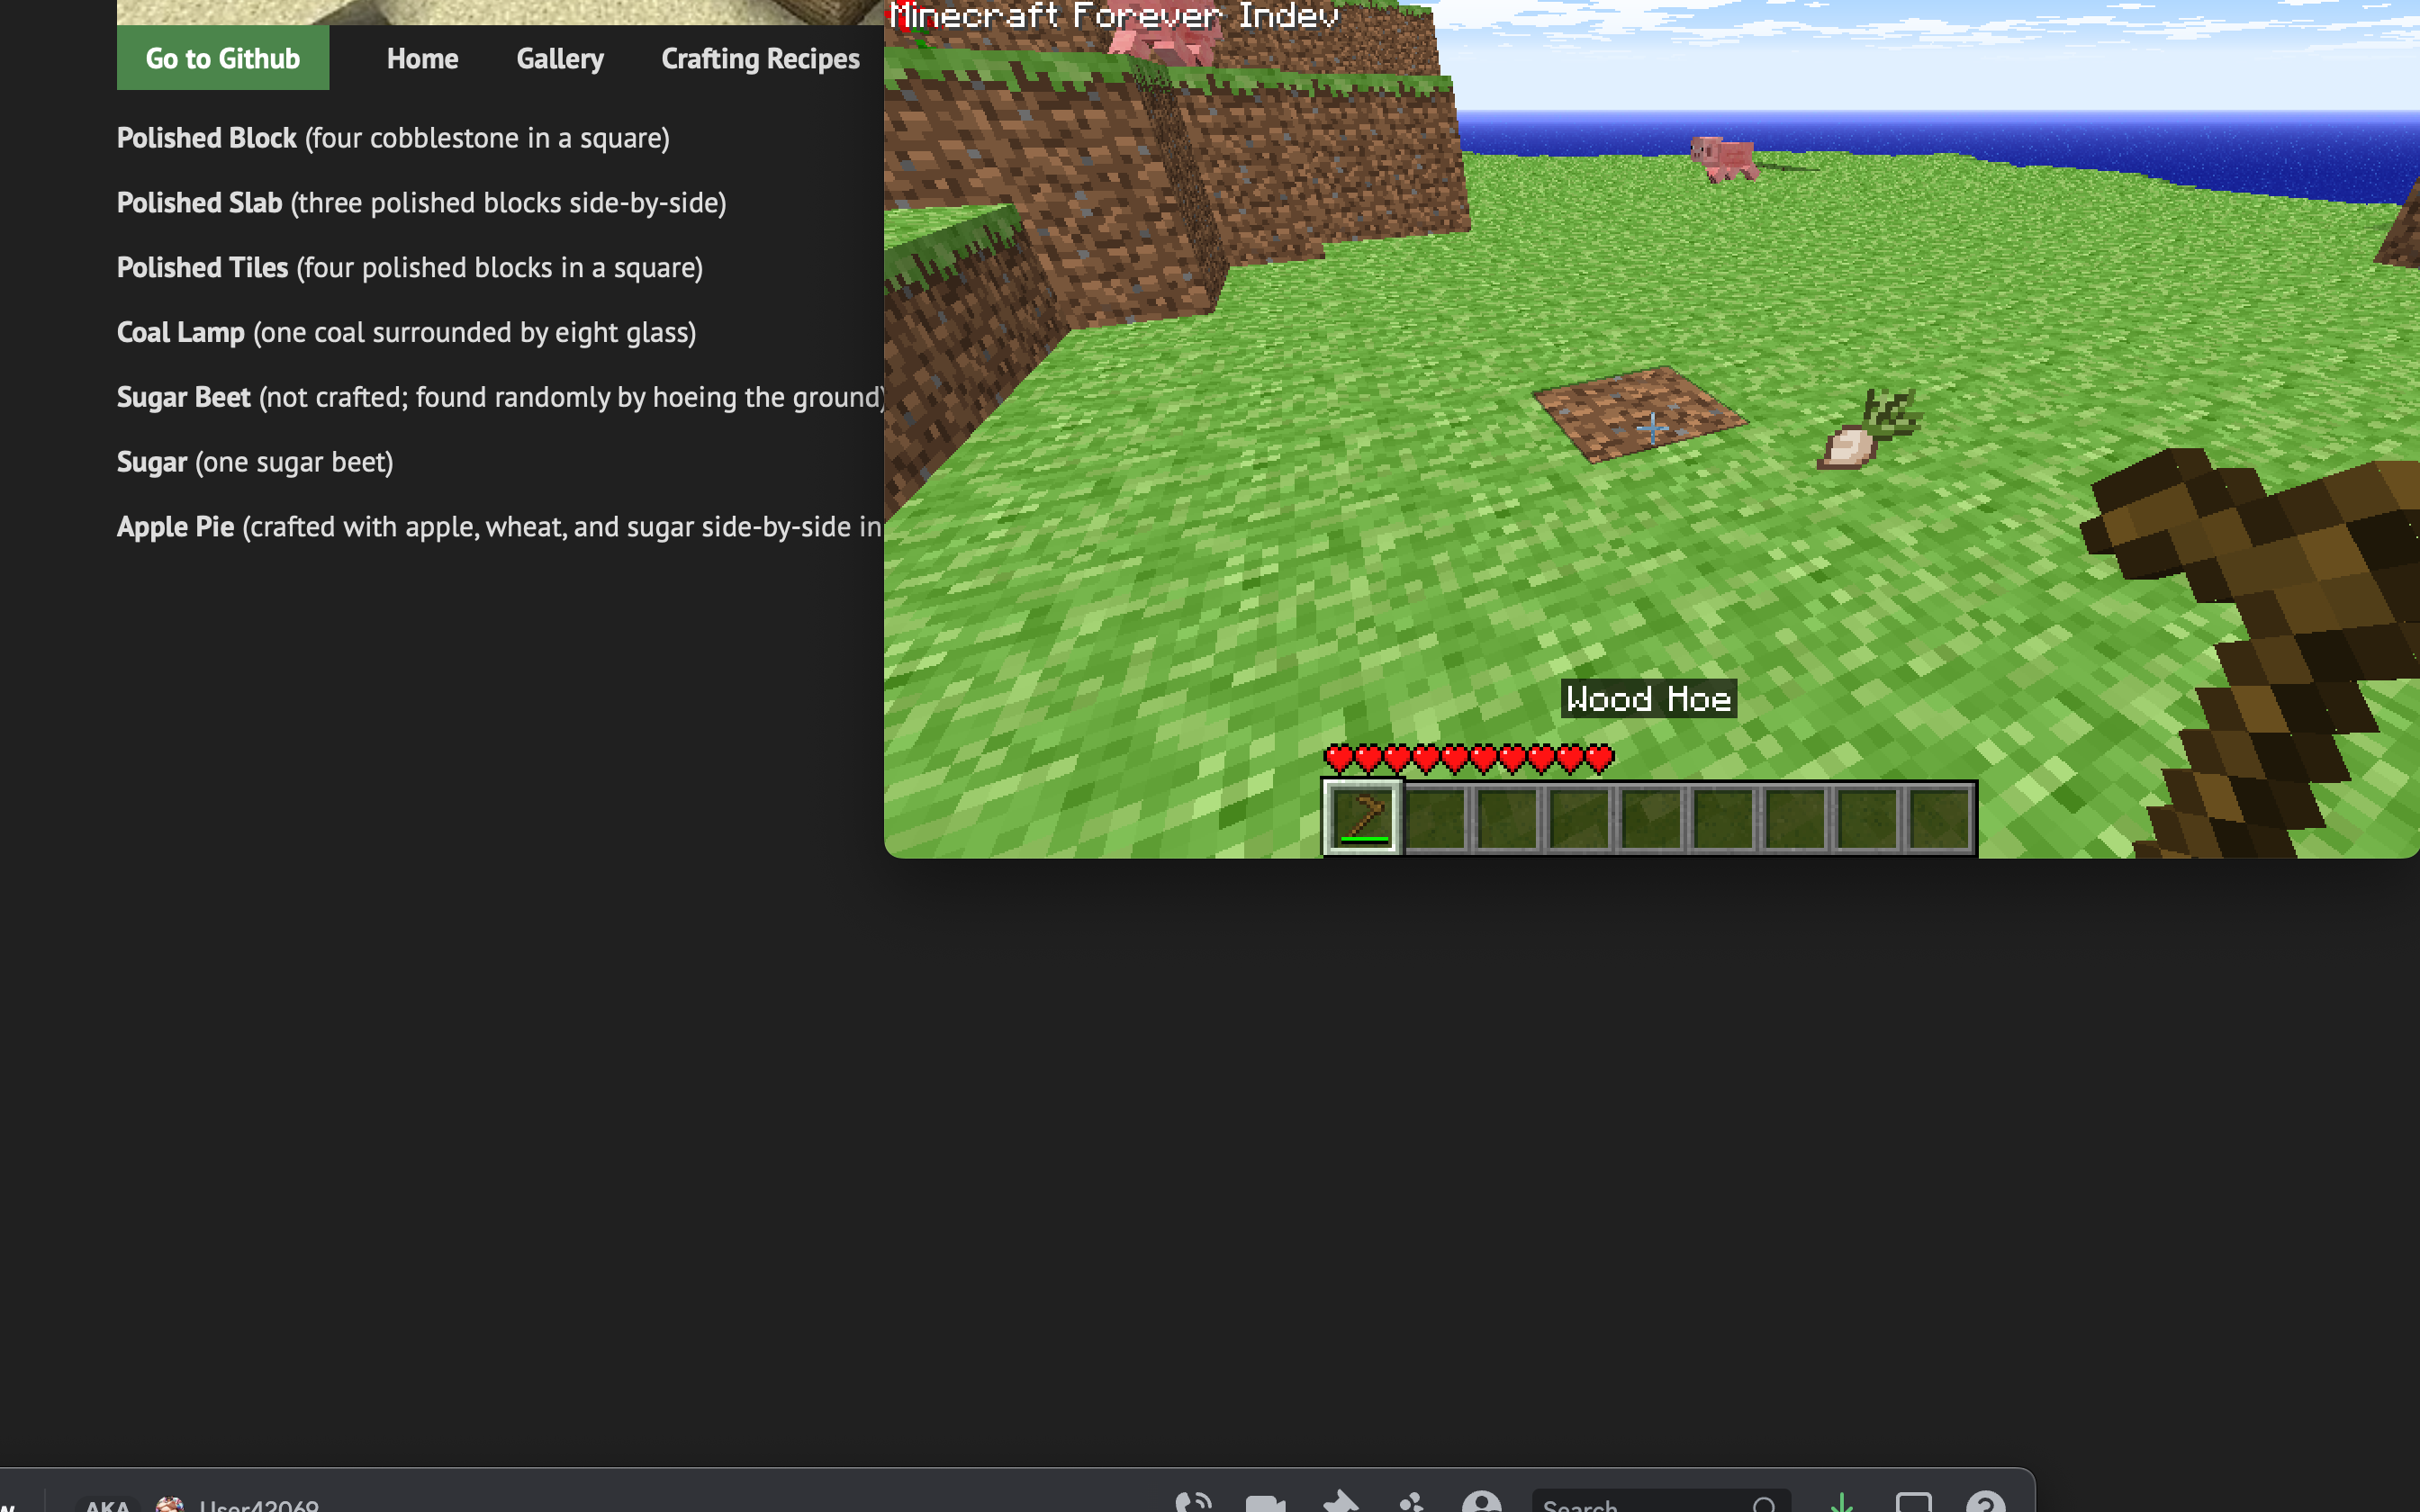 Minecraft Forever Indev
Go to Github Home Gallery Crafting Recipes
Polished Block (four cobblestone in a square)
Polished Slab (three polished blocks side-by-side)
Polished Tiles (four polished blocks in a square)
Coal Lamp (one coal surrounded by eight glass)
Sugar Beet (not crafted; found randomly by hoeing the ground)
Sugar (one sugar beet)
Apple Pie (crafted with apple, wheat, and sugar side-by-side in
Wood Hoe
AKA User42069 Search